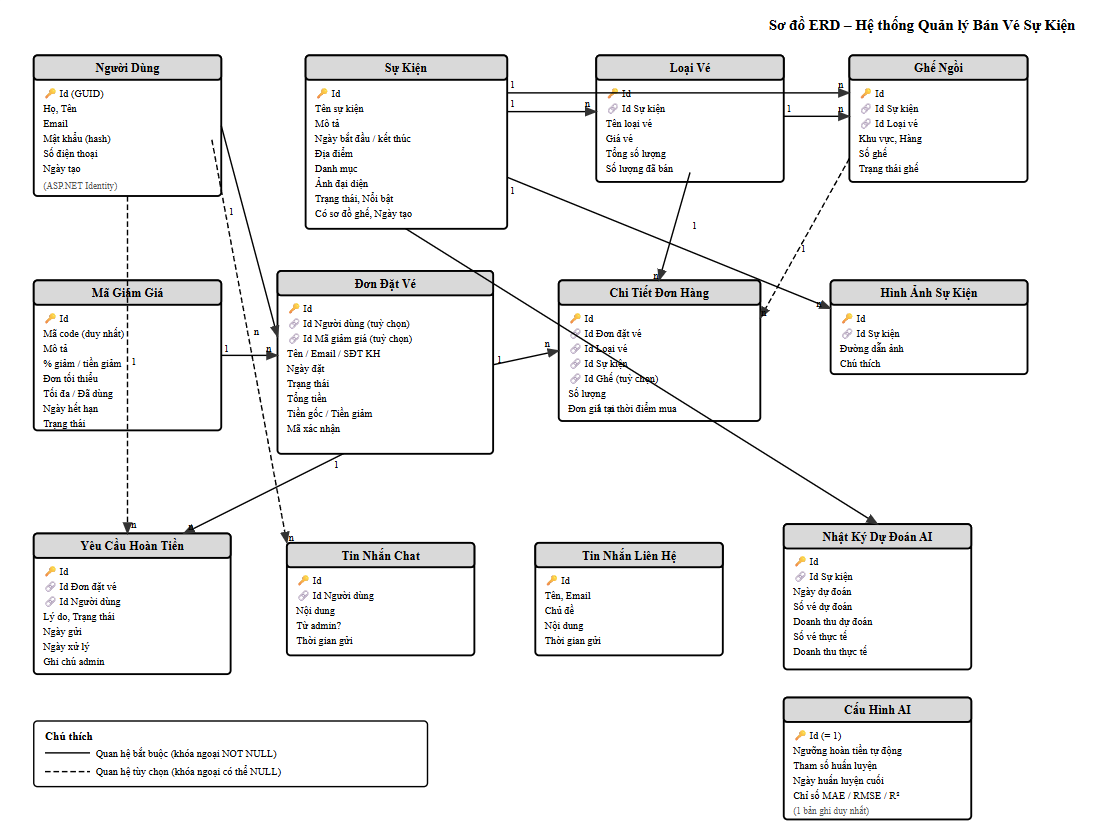 Sơ đồ ERD – Hệ thống Quản lý Bán Vé Sự Kiện
Người Dùng
Id (GUID)
Họ, Tên
Email
Mật khẩu (hash)
Số điện thoại
Ngày tạo
(ASP.NET Identity)
Sự Kiện
Id
Tên sự kiện
Mô tả
Ngày bắt đầu / kết thúc
Địa điểm
Danh mục
Ảnh đại diện
Trạng thái, Nổi bật
Có sơ đồ ghế, Ngày tạo
Loại Vé
Id
Id Sự kiện
Tên loại vé
Giá vé
Tổng số lượng
Số lượng đã bán
Ghế Ngồi
Id
Id Sự kiện
Id Loại vé
Khu vực, Hàng
Số ghế
Trạng thái ghế
1
n
1
n
1
n
1
1
1
1
Mã Giảm Giá
Id
Mã code (duy nhất)
Mô tả
% giảm / tiền giảm
Đơn tối thiểu
Tối đa / Đã dùng
Ngày hết hạn
Trạng thái
1
1
n
n
Đơn Đặt Vé
Id
Id Người dùng (tuỳ chọn)
Id Mã giảm giá (tuỳ chọn)
Tên / Email / SĐT KH
Ngày đặt
Trạng thái
Tổng tiền
Tiền gốc / Tiền giảm
Mã xác nhận
1
n
n
Chi Tiết Đơn Hàng
Id
Id Đơn đặt vé
Id Loại vé
Id Sự kiện
Id Ghế (tuỳ chọn)
Số lượng
Đơn giá tại thời điểm mua
n
n
Hình Ảnh Sự Kiện
Id
Id Sự kiện
Đường dẫn ảnh
Chú thích
1
n
n
n
Yêu Cầu Hoàn Tiền
Id
Id Đơn đặt vé
Id Người dùng
Lý do, Trạng thái
Ngày gửi
Ngày xử lý
Ghi chú admin
Tin Nhắn Chat
Id
Id Người dùng
Nội dung
Từ admin?
Thời gian gửi
Tin Nhắn Liên Hệ
Id
Tên, Email
Chủ đề
Nội dung
Thời gian gửi
Nhật Ký Dự Đoán AI
Id
Id Sự kiện
Ngày dự đoán
Số vé dự đoán
Doanh thu dự đoán
Số vé thực tế
Doanh thu thực tế
Cấu Hình AI
Id (= 1)
Ngưỡng hoàn tiền tự động
Tham số huấn luyện
Ngày huấn luyện cuối
Chỉ số MAE / RMSE / R²
(1 bản ghi duy nhất)
Chú thích
Quan hệ bắt buộc (khóa ngoại NOT NULL)
Quan hệ tùy chọn (khóa ngoại có thể NULL)